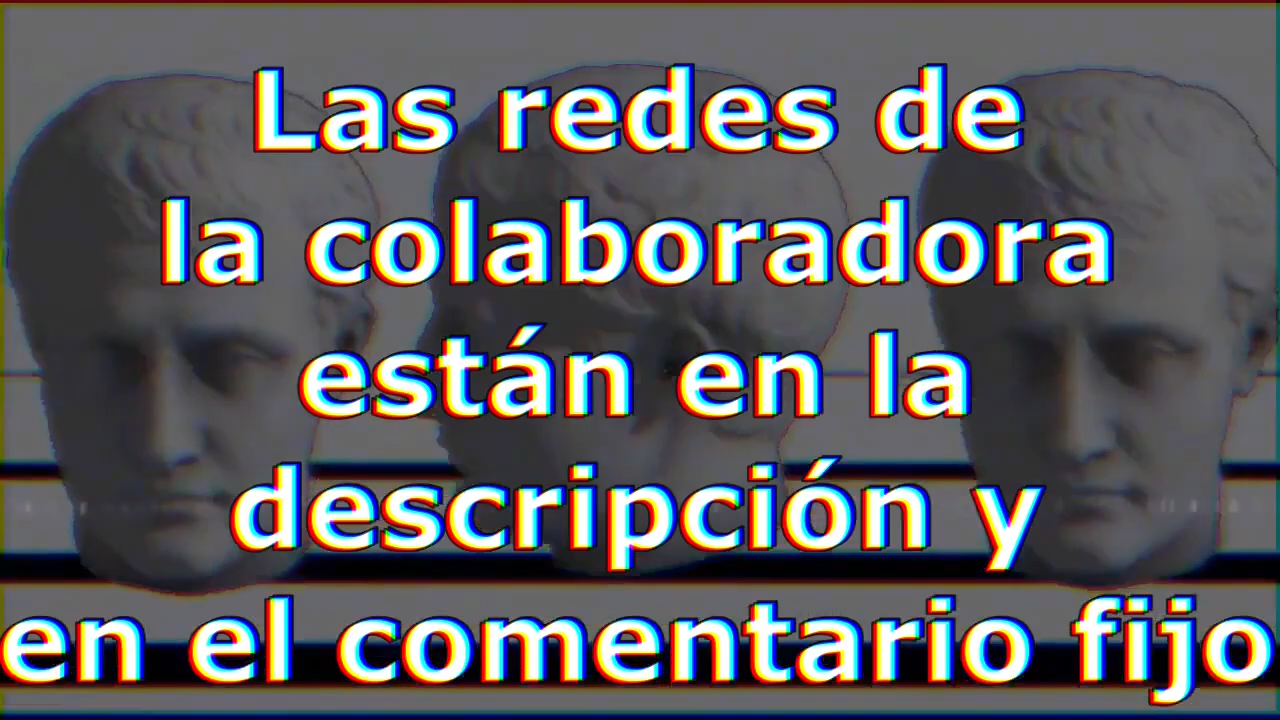 Las redes de
la colaboradora
están en la
descripción y
en el comentario fijo